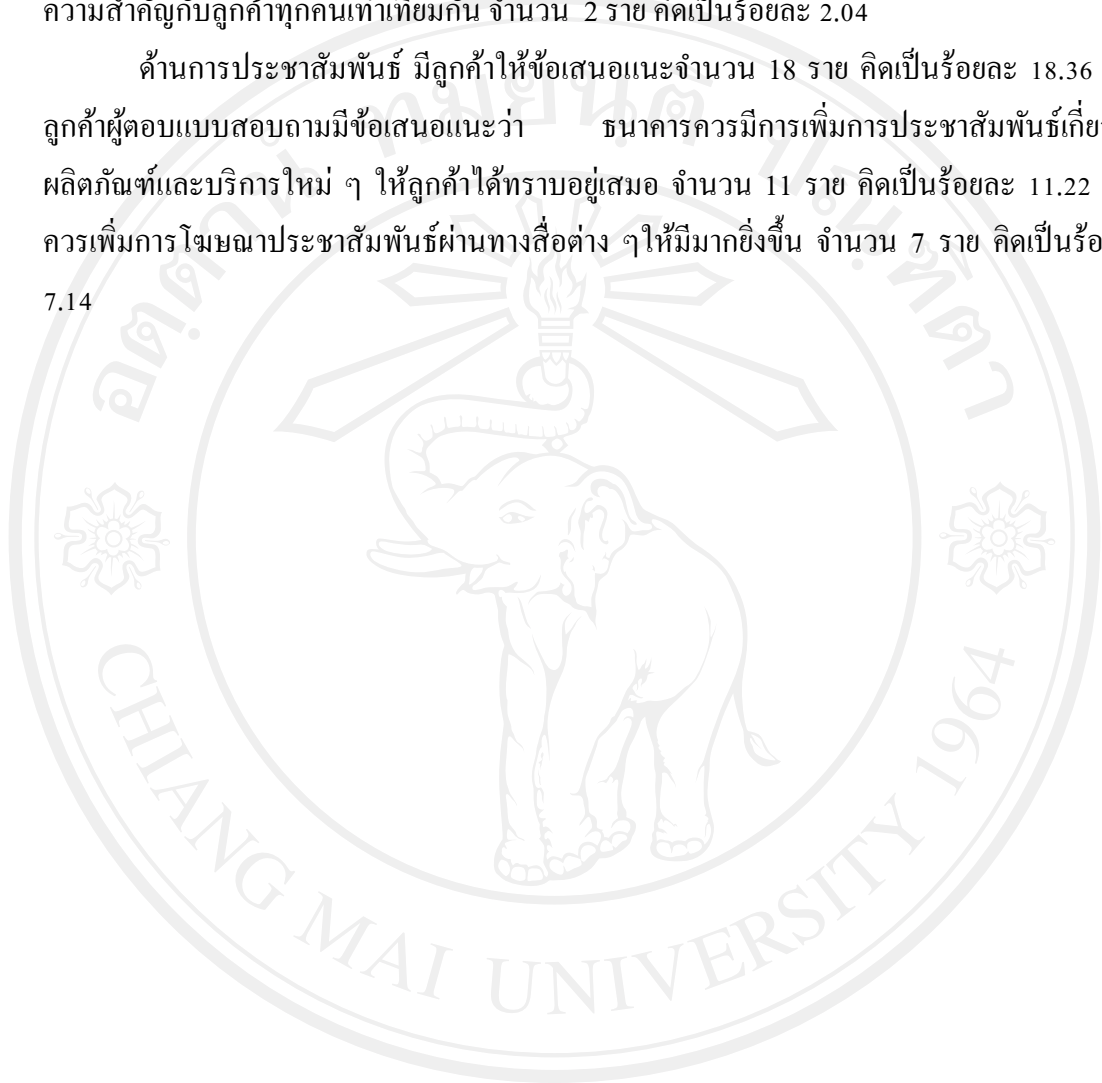 ความสำคัญกับลูกค้าทุกคนเท่าเทียมกัน จำนวน 2 ราย คิดเป็นร้อยละ 2.04
ด้านการประชาสัมพันธ์ มีลูกค้าให้ข้อเสนอแนะจำนวน 18 ราย คิดเป็นร้อยละ 18.36
ลูกค้าผู้ตอบแบบสอบถามมีข้อเสนอแนะว่า ธนาคารควรมีการเพิ่มการประชาสัมพันธ์เกี่ย
ผลิตภัณฑ์และบริการใหม่ ๆ ให้ลูกค้าได้ทราบอยู่เสมอ จำนวน 11 ราย คิดเป็นร้อยละ 11.22
ควรเพิ่มการโฆษณาประชาสัมพันธ์ผ่านทางสื่อต่าง ๆให้มีมากยิ่งขึ้น จำนวน 7 ราย คิดเป็นร้อ
7.14
อตฺตานํ ทมยนฺติ ปณฺฑิตา
CHIANG MAI UNIVERSITY 1964